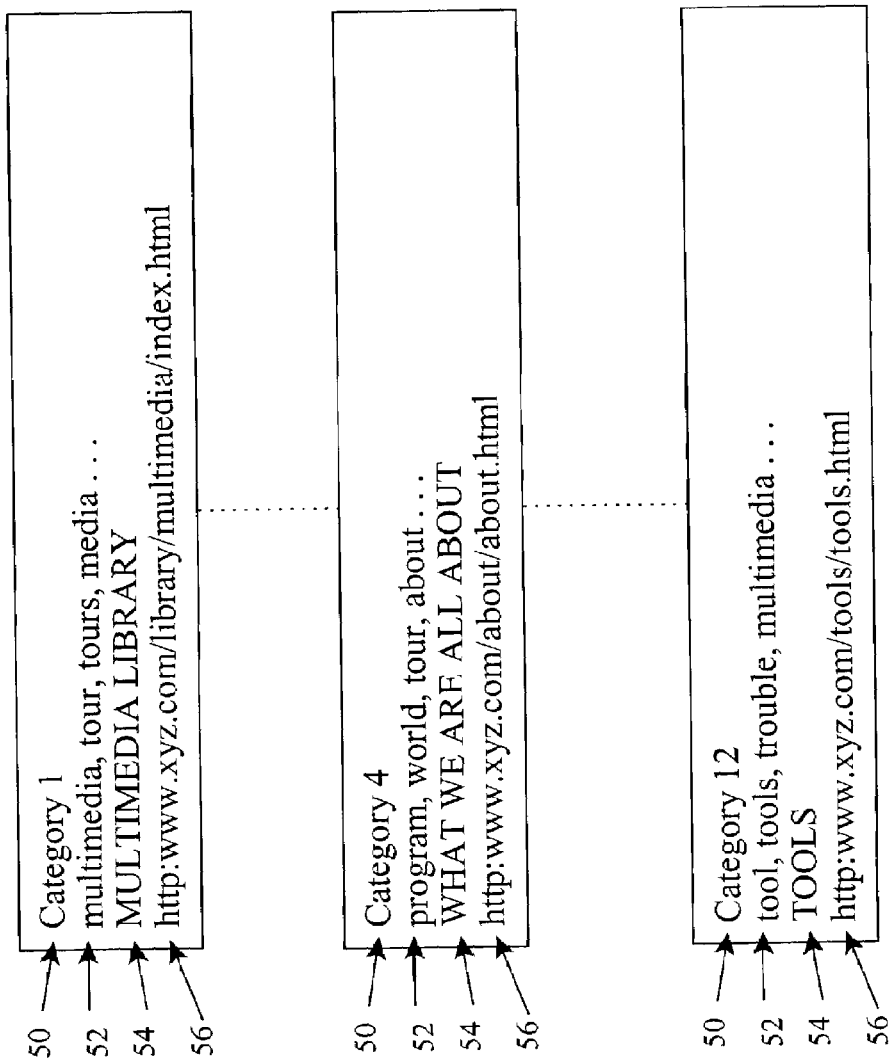 50 Category 1
52 multimedia, tour, tours, media . . .
54 MULTIMEDIA LIBRARY
56 http:www.xyz.com/library/multimedia/index.html
50 Category 4
52 program, world, tour, about . . .
54 WHAT WE ARE ALL ABOUT
56 http:www.xyz.com/about/about.html
50 Category 12
52 tool, tools, trouble, multimedia . . .
54 TOOLS
56 http:www.xyz.com/tools/tools.html